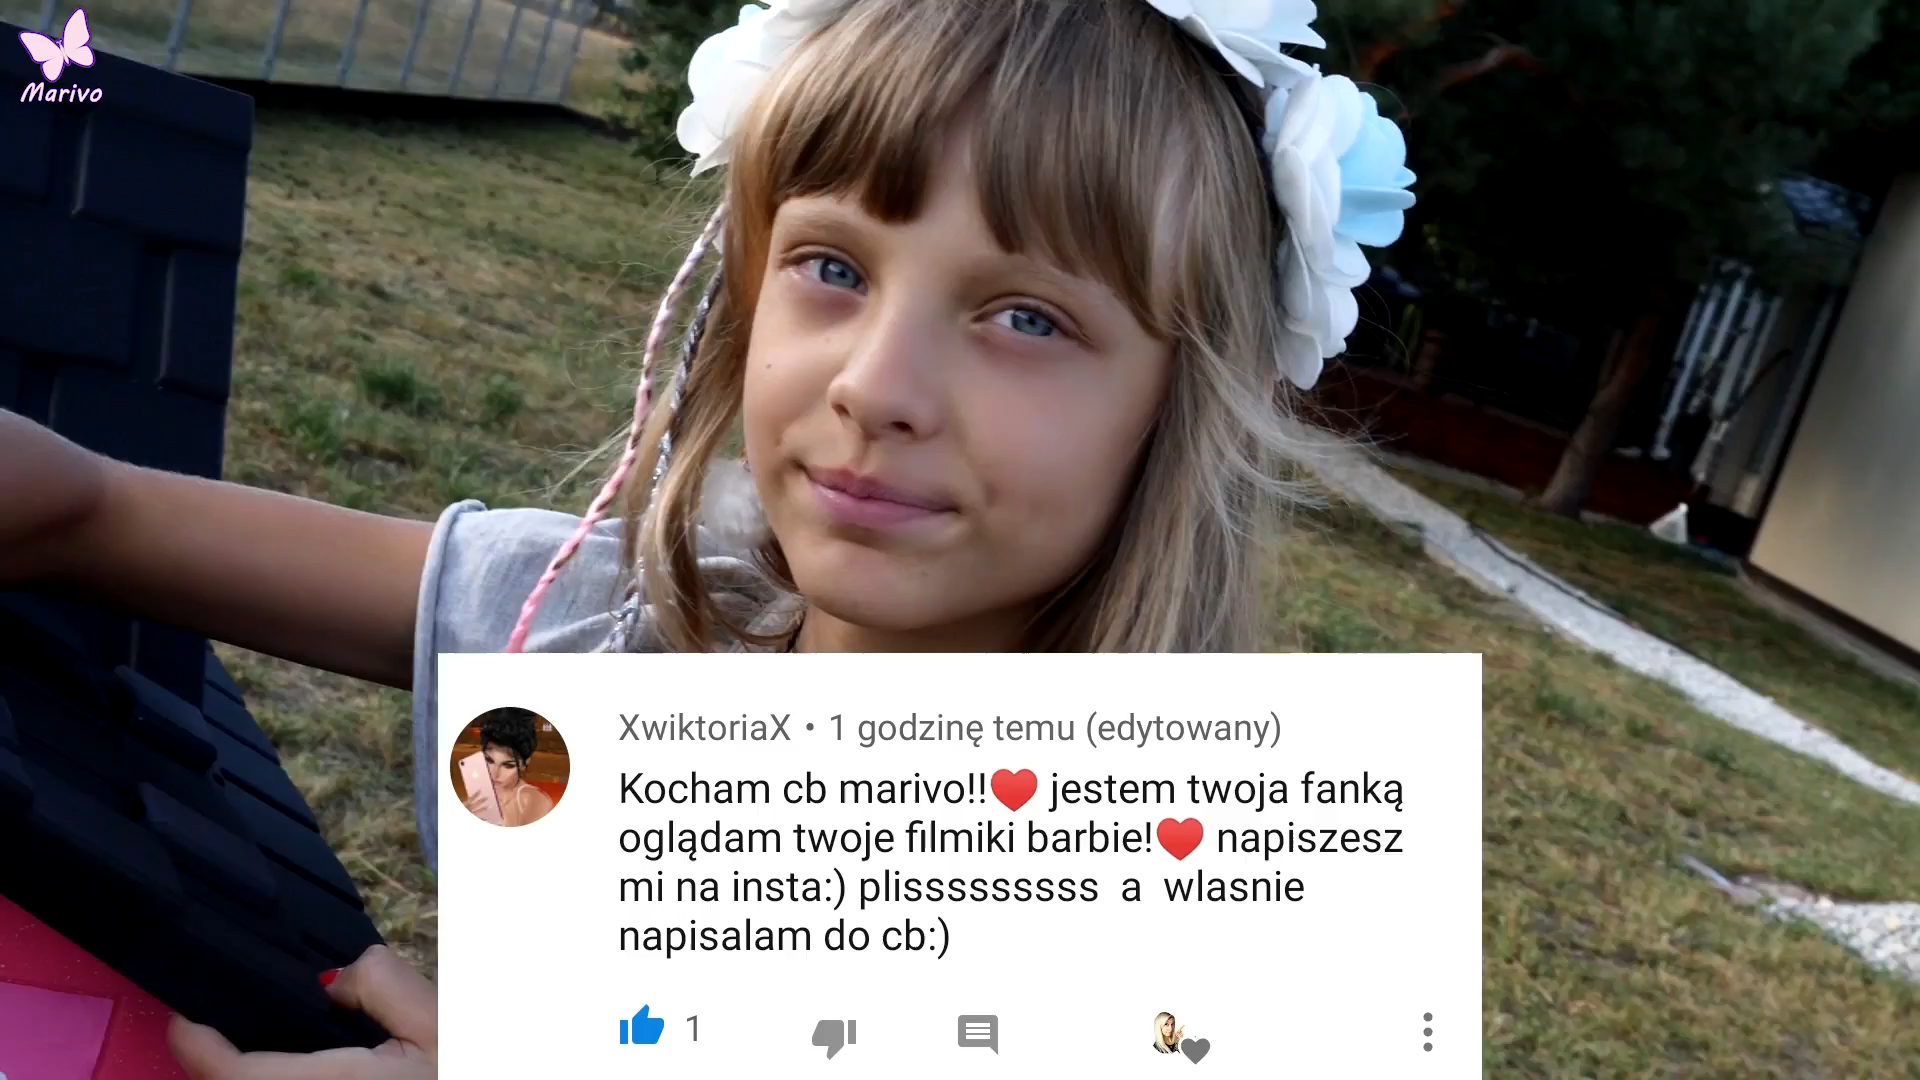 Marivo
XwiktoriaX • 1 godzinę temu (edytowany)
Kocham cb marivo!!♥️ jestem twoja fanką
oglądam twoje filmiki barbie!♥️ napiszesz
mi na insta:) plisssssssss a wlasnie
napisalam do cb:)
1